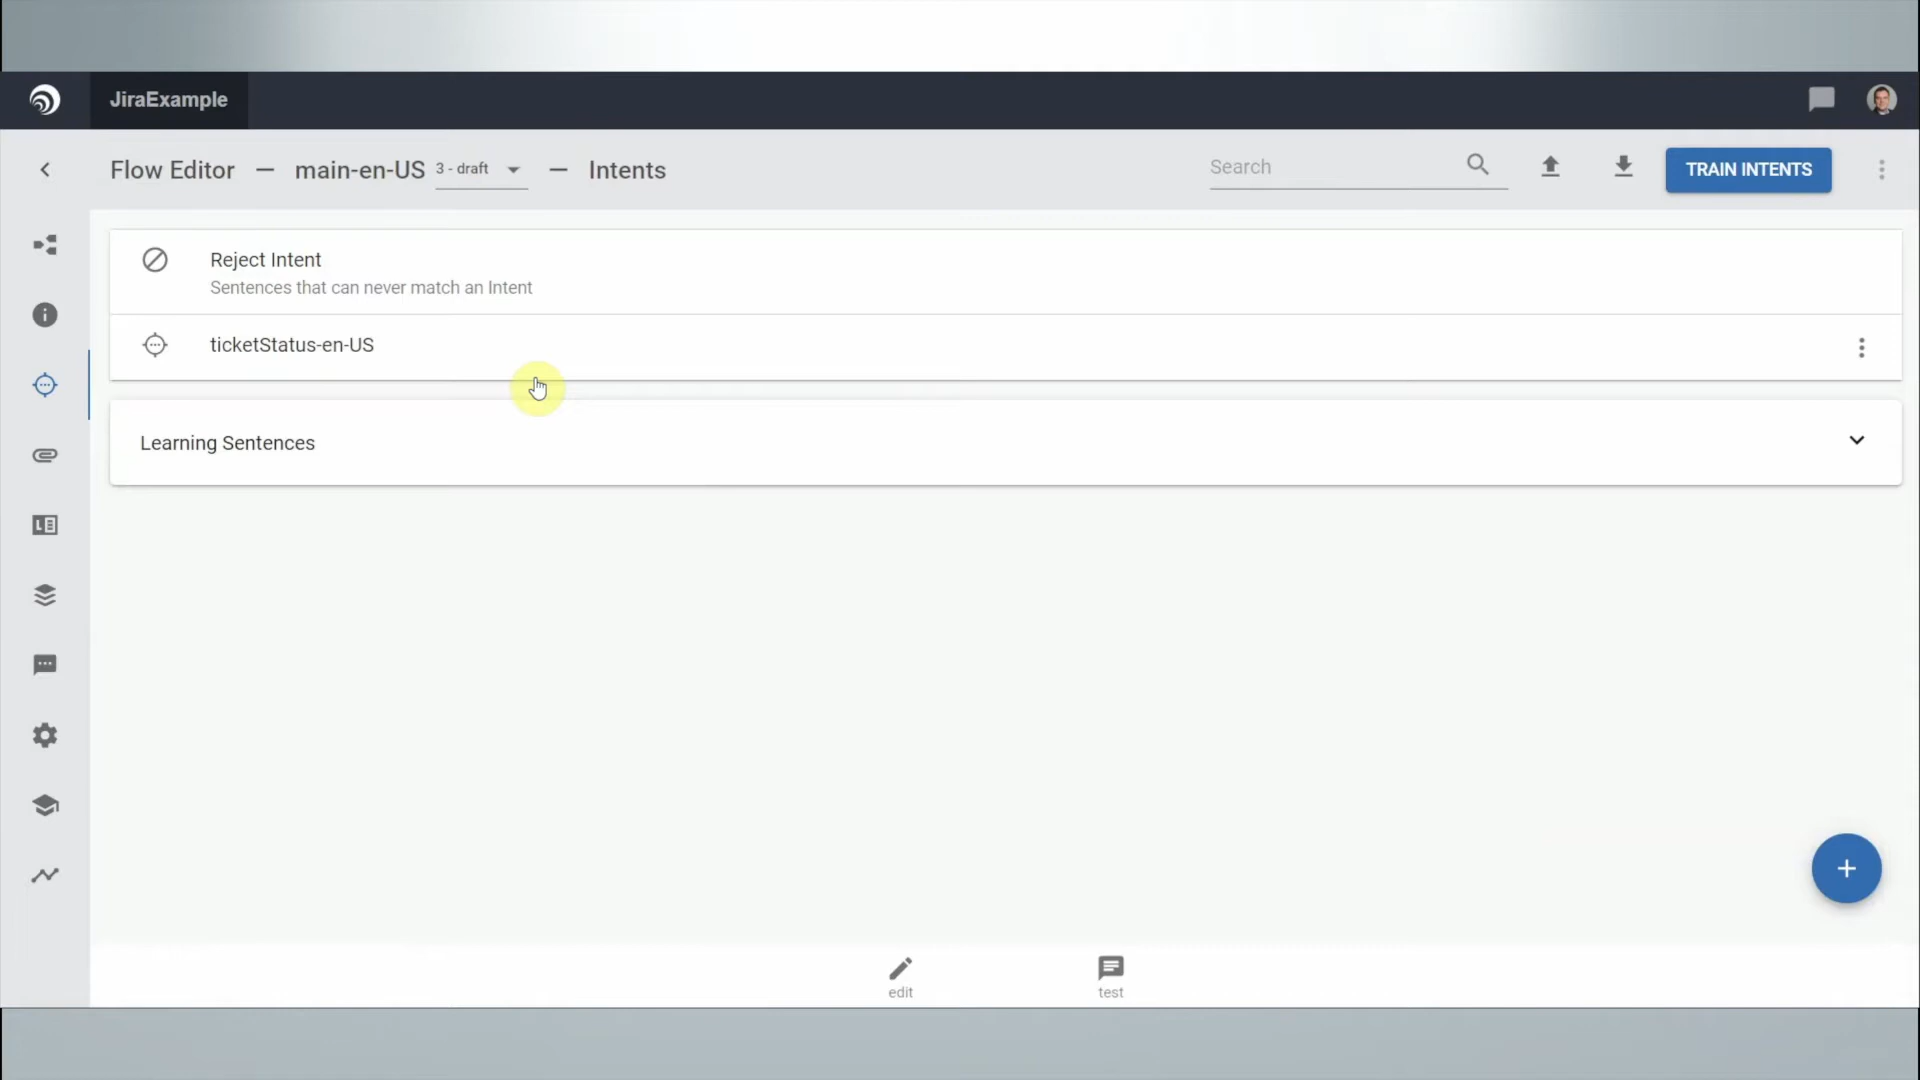 JiraExample
Flow Editor — main-en-US 3 - draft — Intents
Search
TRAIN INTENTS
Reject Intent
Sentences that can never match an Intent
ticketStatus-en-US
Learning Sentences
edit
test